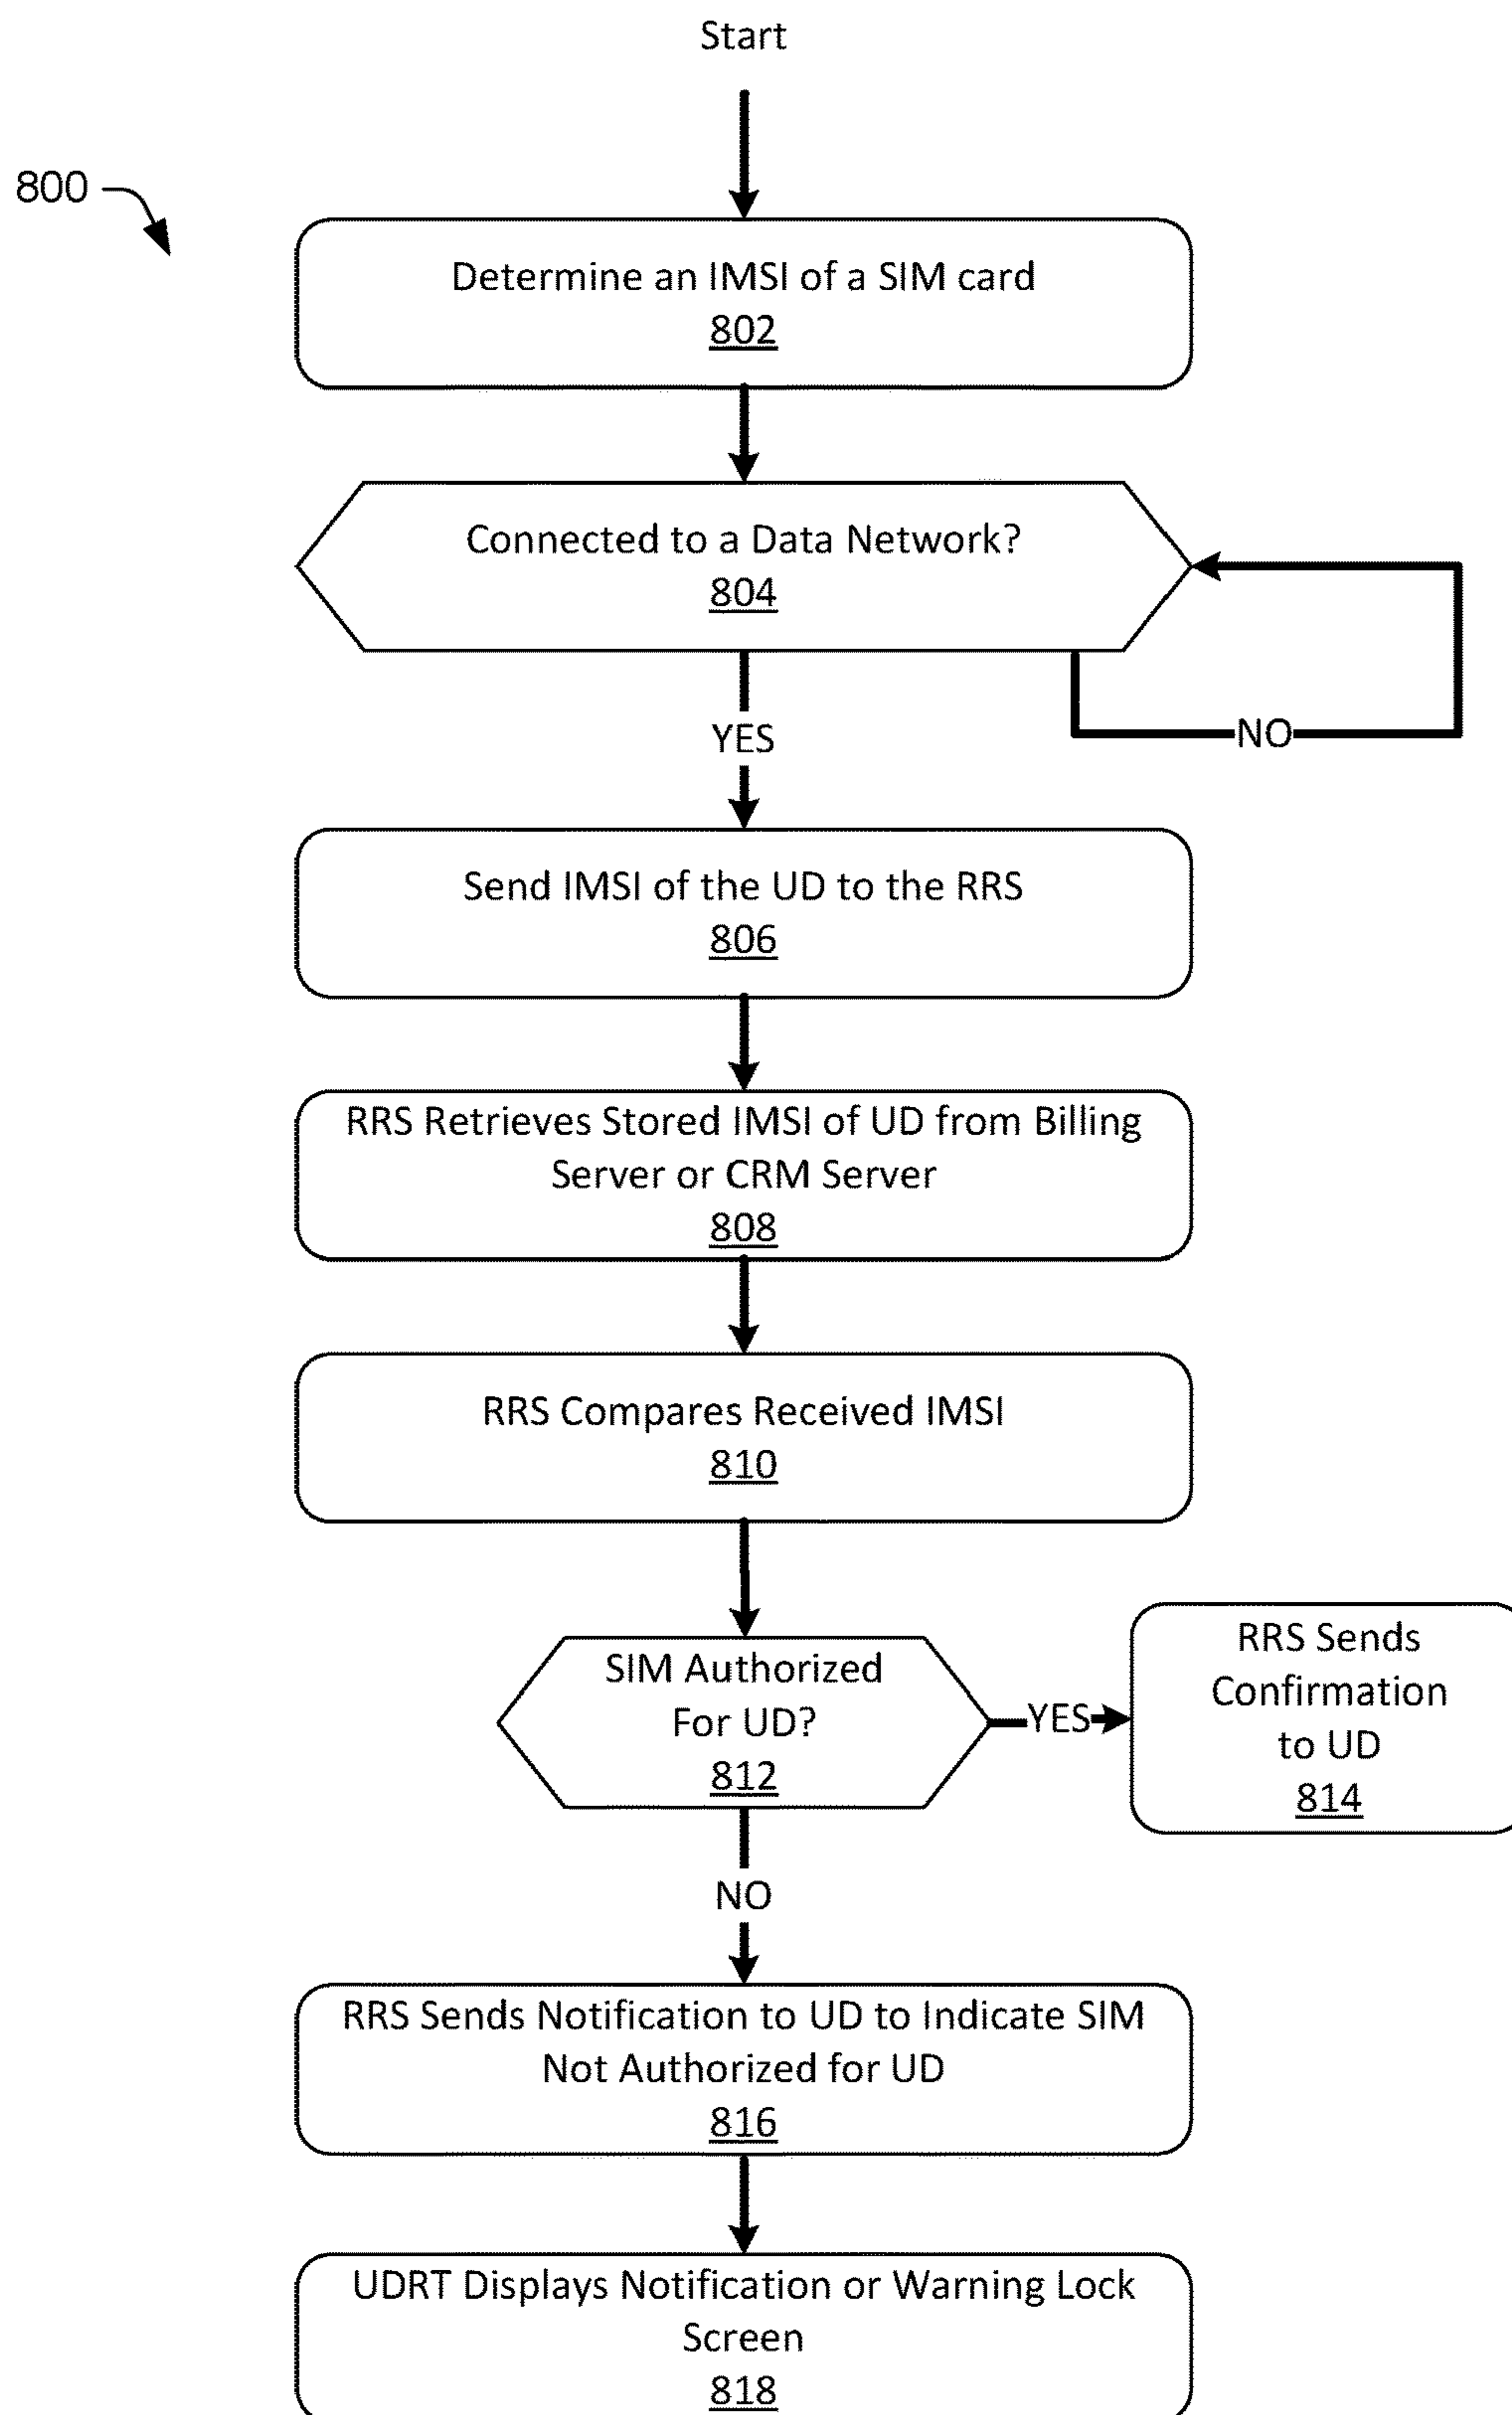 Start
800
Determine an IMSI of a SIM card
802
Connected to a Data Network?
804
YES
NO
Send IMSI of the UD to the RRS
806
RRS Retrieves Stored IMSI of UD from Billing
Server or CRM Server
808
RRS Compares Received IMSI
810
SIM Authorized
For UD?
812
YES
RRS Sends
Confirmation
to UD
814
NO
RRS Sends Notification to UD to Indicate SIM
Not Authorized for UD
816
UDRT Displays Notification or Warning Lock
Screen
818